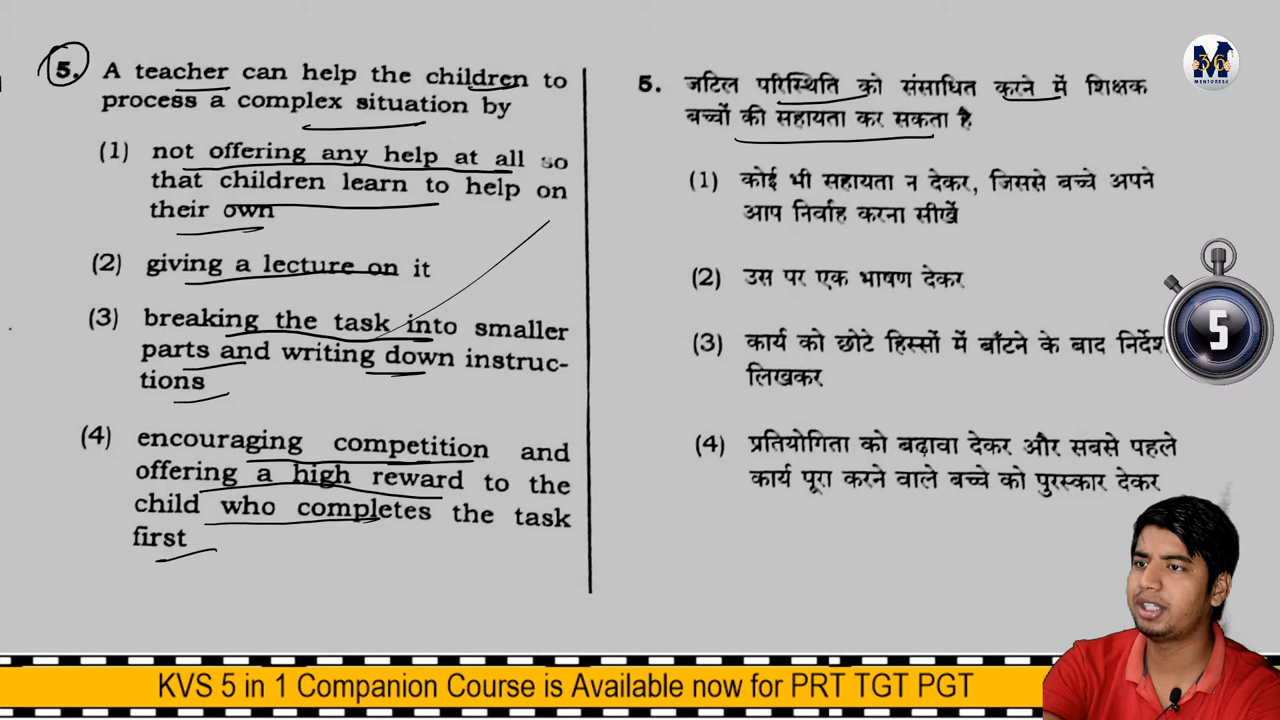 5. A teacher can help the children to
process a complex situation by
(1) not offering any help at all so
that children learn to help on
their own
(2) giving a lecture on it
(3) breaking the task into smaller
parts and writing down instruc-
tions
(4) encouraging competition and
offering a high reward to the
child who completes the task
first
5. जटिल परिस्थिति को संसाधित करने में शिक्षक
बच्चों की सहायता कर सकता है
(1) कोई भी सहायता न देकर, जिससे बच्चे अपने
आप निर्वाह करना सीखें
(2) उस पर एक भाषण देकर
(3) कार्य को छोटे हिस्सों में बाँटने के बाद निर्देश
लिखकर
(4) प्रतियोगिता को बढ़ावा देकर और सबसे पहले
कार्य पूरा करने वाले बच्चे को पुरस्कार देकर
M
36
MENTORS36
5
KVS 5 in 1 Companion Course is Available now for PRT TGT PGT